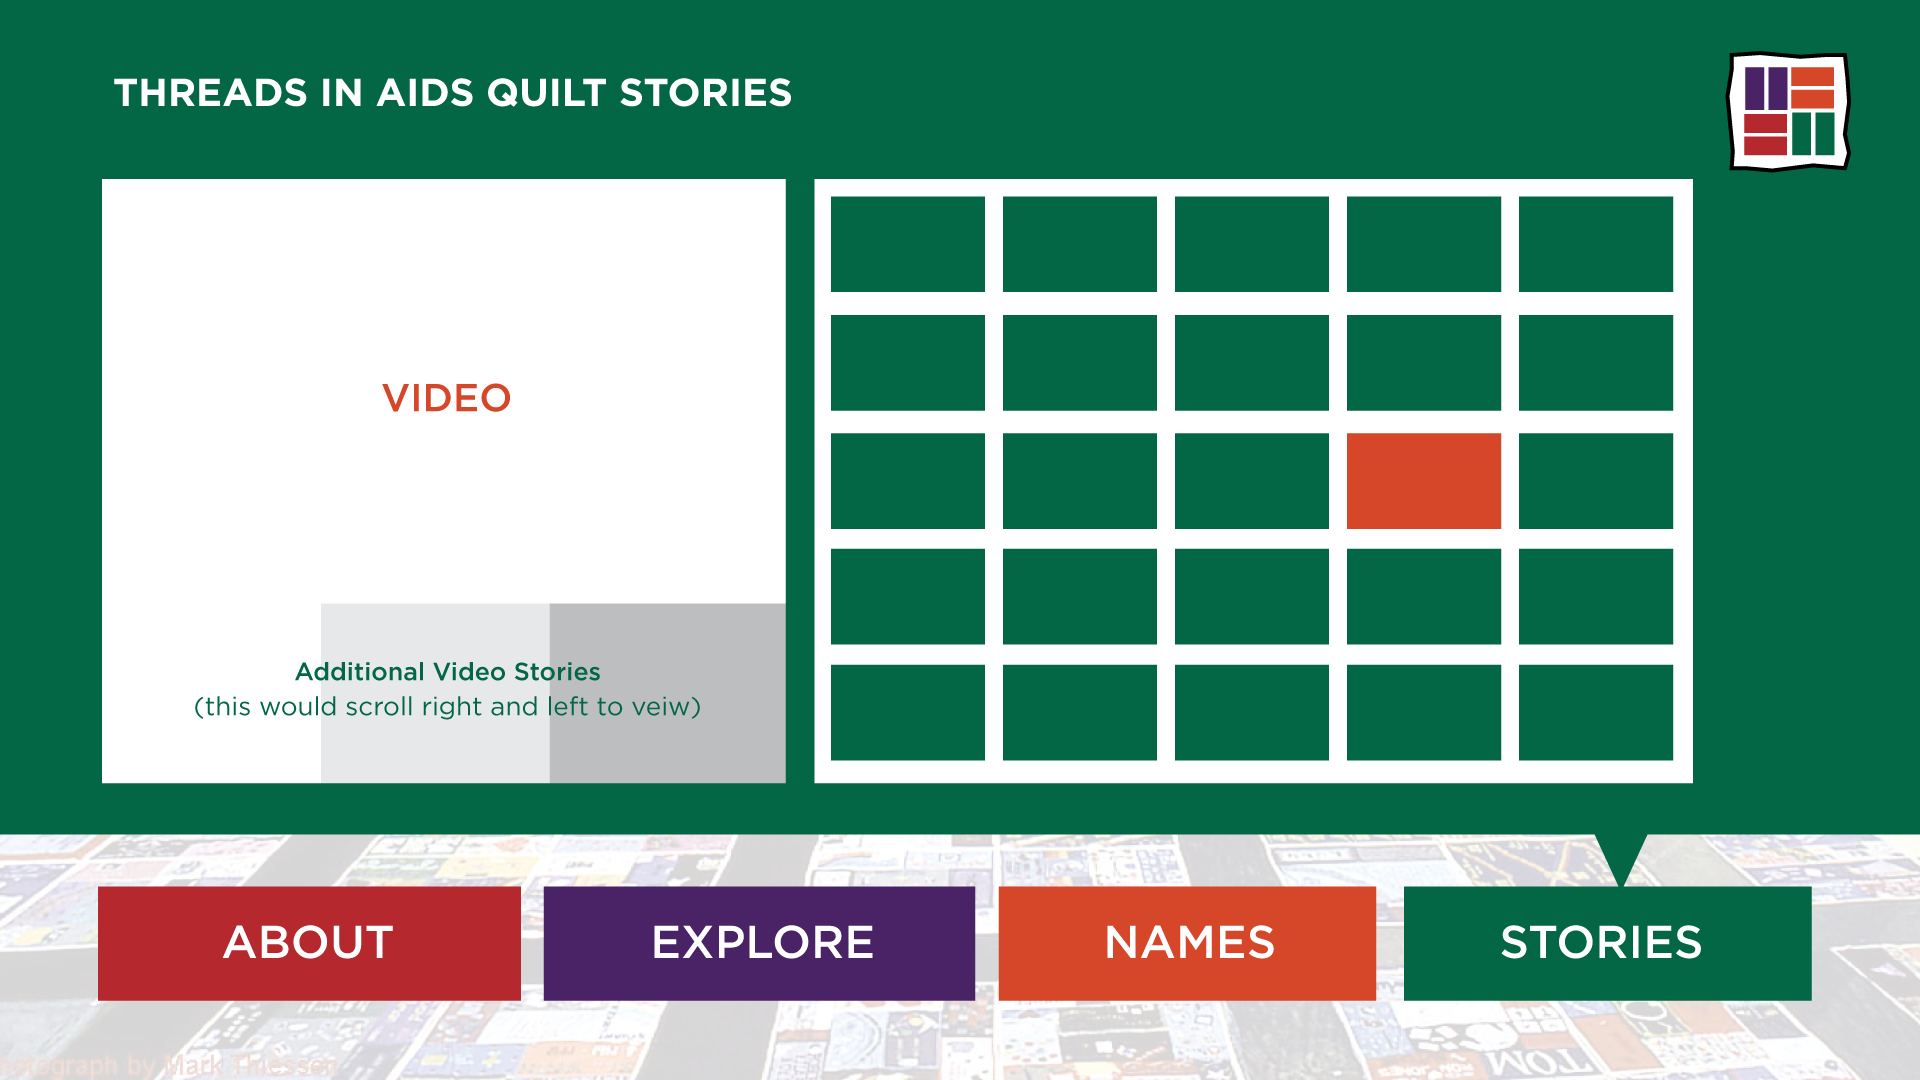 THREADS IN AIDS QUILT STORIES
VIDEO
Additional Video Stories
(this would scroll right and left to veiw)
ABOUT
EXPLORE
NAMES
STORIES
TOM
by Mark Thiessen